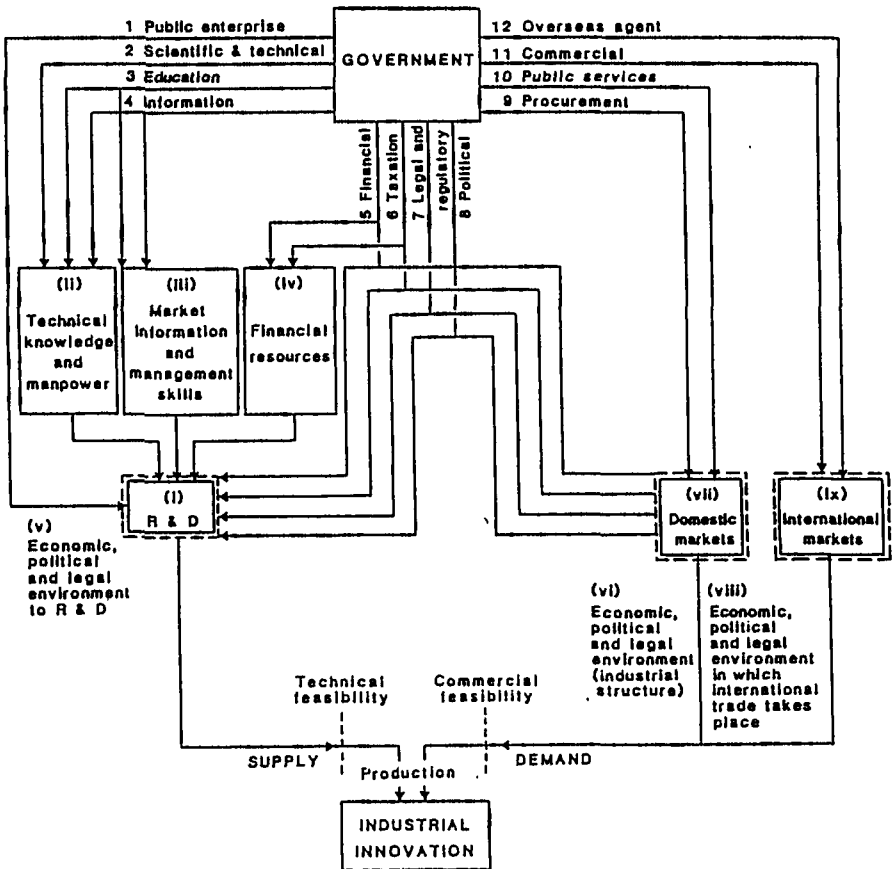 1 Public enterprise
2 Scientific & technical
3 Education
4 Information
GOVERNMENT
12 Overseas agent
11 Commercial
10 Public services
9 Procurement
5 Financial
6 Taxation
7 Legal and
regulatory
8 Political
(ii)
Technical
knowledge
and
manpower
(iii)
Market
information
and
management
skills
(iv)
Financial
resources
(i)
R & D
(vii)
Domestic
markets
(ix)
International
markets
(v)
Economic,
political
and legal
environment
to R & D
(vi)
Economic,
political
and legal
environment
(industrial
structure)
(viii)
Economic,
political
and legal
environment
in which
international
trade takes
place
Technical
feasibility
Commercial
feasibility
SUPPLY
Production
DEMAND
INDUSTRIAL
INNOVATION